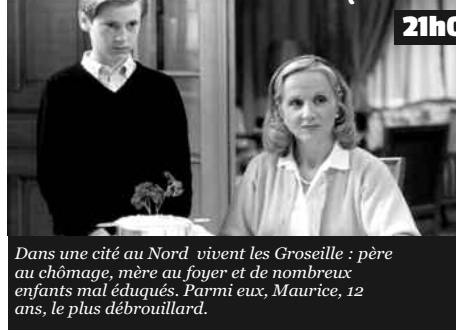 21h0
Dans une cité au Nord vivent les Groseille : père
au chômage, mère au foyer et de nombreux
enfants mal éduqués. Parmi eux, Maurice, 12
ans, le plus débrouillard.